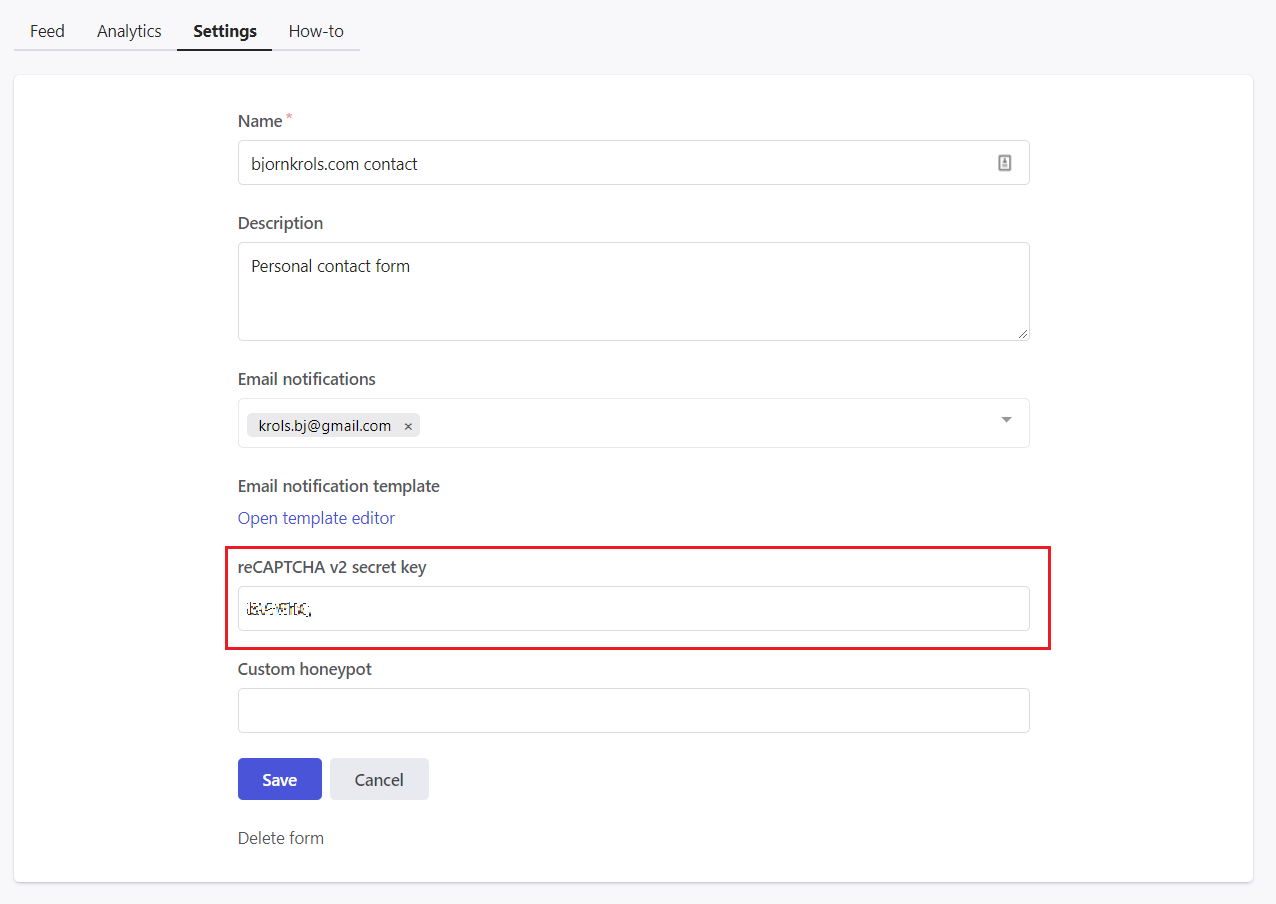 Feed Analytics Settings How-to
Name *
bjornkrols.com contact
Description
Personal contact form
Email notifications
krols.bj@gmail.com ×
Email notification template
Open template editor
reCAPTCHA v2 secret key
Custom honeypot
Save Cancel
Delete form